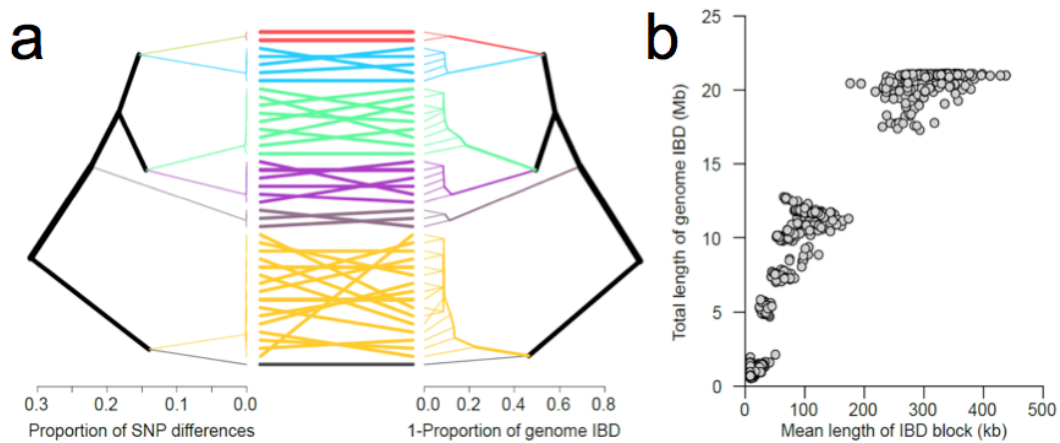 a
0.3 0.2 0.1 0.0
Proportion of SNP differences
0.0 0.2 0.4 0.6 0.8
1-Proportion of genome IBD
b
Total length of genome IBD (Mb)
25
20
15
10
5
0
0 100 200 300 400 500
Mean length of IBD block (kb)